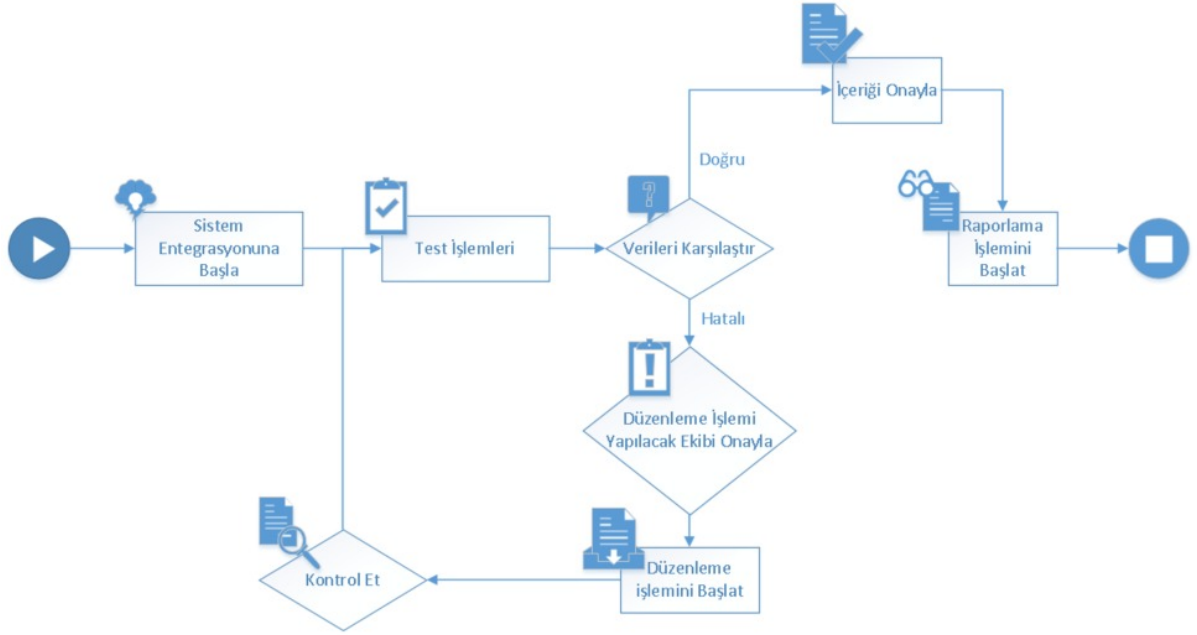 İçeriği Onayla
Doğru
Sistem
Entegrasyonuna
Başla
Test İşlemleri
Verileri Karşılaştır
Raporlama
İşlemini
Başlat
Hatalı
Düzenleme İşlemi
Yapılacak Ekibi Onayla
Düzenleme
işlemini Başlat
Kontrol Et